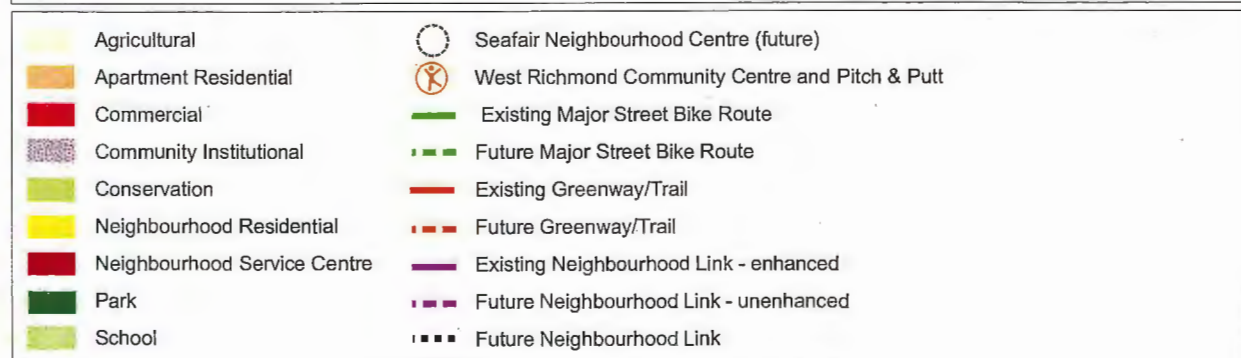 Agricultural
Apartment Residential
Commercial
Community Institutional
Conservation
Neighbourhood Residential
Neighbourhood Service Centre
Park
School
Seafair Neighbourhood Centre (future)
West Richmond Community Centre and Pitch & Putt
Existing Major Street Bike Route
Future Major Street Bike Route
Existing Greenway/Trail
Future Greenway/Trail
Existing Neighbourhood Link - enhanced
Future Neighbourhood Link - unenhanced
Future Neighbourhood Link